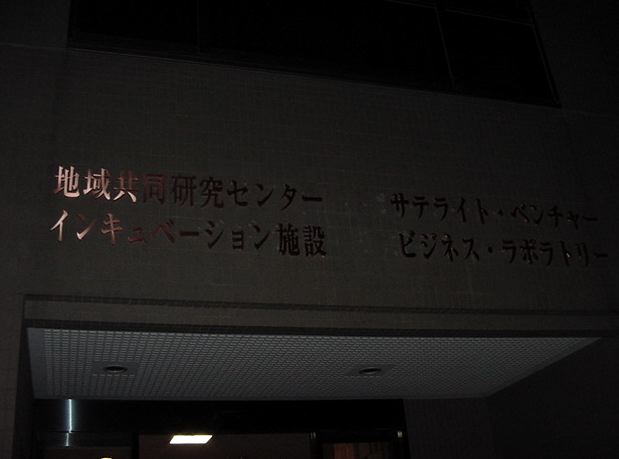 地域共同研究センター
インキュベーション施設
サテライト・ベンチャー
ビジネス・ラボラトリー